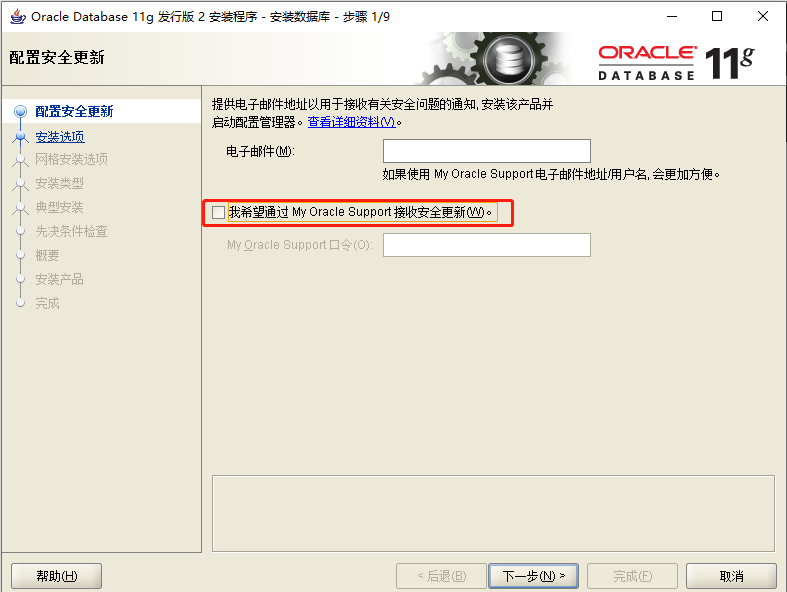 Oracle Database 11g 发行版 2 安装程序 - 安装数据库 - 步骤 1/9
配置安全更新
ORACLE
DATABASE 11g
配置安全更新
安装选项
网格安装选项
安装类型
典型安装
先决条件检查
概要
安装产品
完成
提供电子邮件地址以用于接收有关安全问题的通知, 安装该产品并
启动配置管理器。查看详细资料(V)。
电子邮件(M):
如果使用 My Oracle Support 电子邮件地址/用户名, 会更加方便。
我希望通过 My Oracle Support 接收安全更新(W)。
My Oracle Support 口令(O):
帮助(H)
< 后退(B)
下一步(N) >
完成(F)
取消